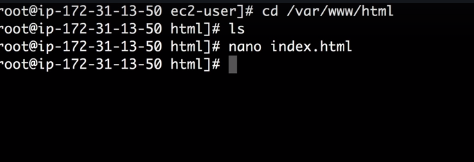 root@ip-172-31-13-50 ec2-user]# cd /var/www/html
root@ip-172-31-13-50 html]# ls
root@ip-172-31-13-50 html]# nano index.html
root@ip-172-31-13-50 html]#